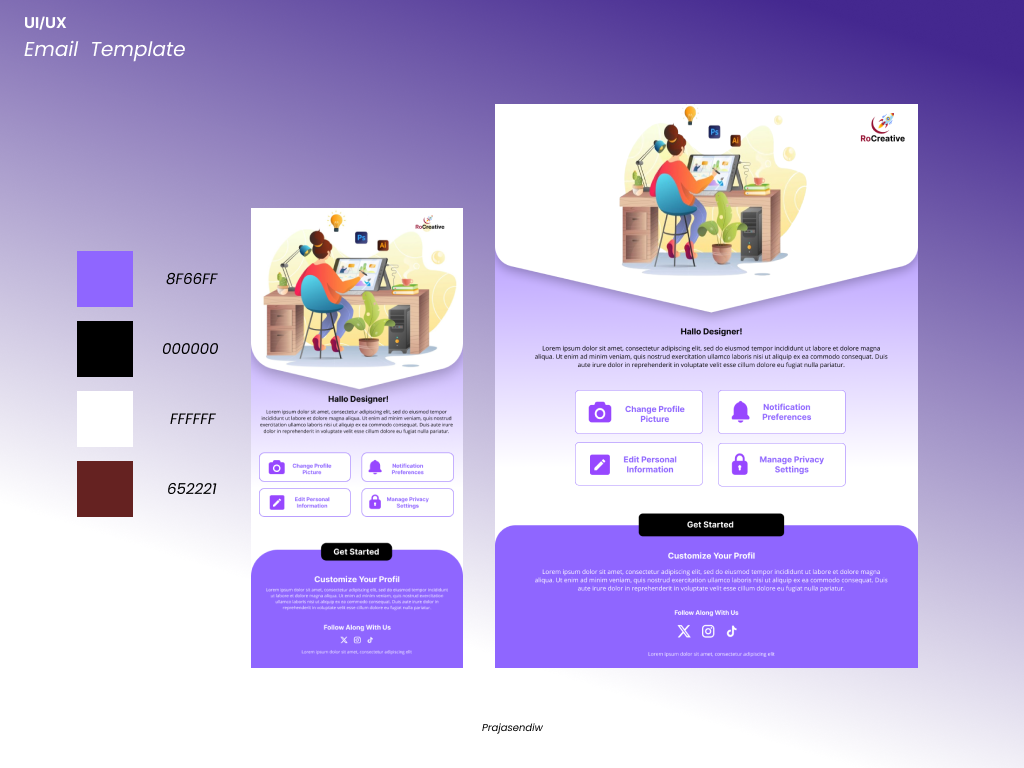 UI/UX
Email Template
8F66FF
000000
FFFFFF
652221
Ps
Ai
RoCreative
Hallo Designer!
Lorem ipsum dolor sit amet, consectetur adipiscing elit, sed do eiusmod tempor
incididunt ut labore et dolore magna aliqua. Ut enim ad minim veniam, quis nostrud
exercitation ullamco laboris nisi ut aliquip ex ea commodo consequat. Duis aute irure
dolor in reprehenderit in voluptate velit esse cillum dolore eu fugiat nulla pariatur.
Change Profile
Picture
Notification
Preferences
Edit Personal
Information
Manage Privacy
Settings
Get Started
Customize Your Profil
Lorem ipsum dolor sit amet, consectetur adipiscing elit, sed do eiusmod tempor incididunt
ut labore et dolore magna aliqua. Ut enim ad minim veniam, quis nostrud exercitation
ullamco laboris nisi ut aliquip ex ea commodo consequat. Duis aute irure dolor in
reprehenderit in voluptate velit esse cillum dolore eu fugiat nulla pariatur.
Follow Along With Us
Lorem ipsum dolor sit amet, consectetur adipiscing elit
Ps
Ai
RoCreative
Hallo Designer!
Lorem ipsum dolor sit amet, consectetur adipiscing elit, sed do eiusmod tempor incididunt ut labore et dolore magna
aliqua. Ut enim ad minim veniam, quis nostrud exercitation ullamco laboris nisi ut aliquip ex ea commodo consequat. Duis
aute irure dolor in reprehenderit in voluptate velit esse cillum dolore eu fugiat nulla pariatur.
Change Profile
Picture
Notification
Preferences
Edit Personal
Information
Manage Privacy
Settings
Get Started
Customize Your Profil
Lorem ipsum dolor sit amet, consectetur adipiscing elit, sed do eiusmod tempor incididunt ut labore et dolore magna
aliqua. Ut enim ad minim veniam, quis nostrud exercitation ullamco laboris nisi ut aliquip ex ea commodo consequat. Duis
aute irure dolor in reprehenderit in voluptate velit esse cillum dolore eu fugiat nulla pariatur.
Follow Along With Us
Lorem ipsum dolor sit amet, consectetur adipiscing elit
Prajasendiw